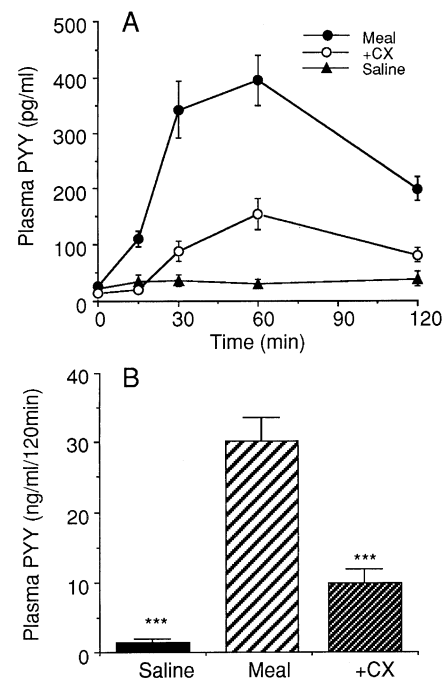 A
Meal
+CX
Saline
Plasma PYY (pg/ml)
500
400
300
200
100
0
0 30 60 90 120
Time (min)
B
Plasma PYY (ng/ml/120min)
40
30
20
10
0
***
***
Saline Meal +CX